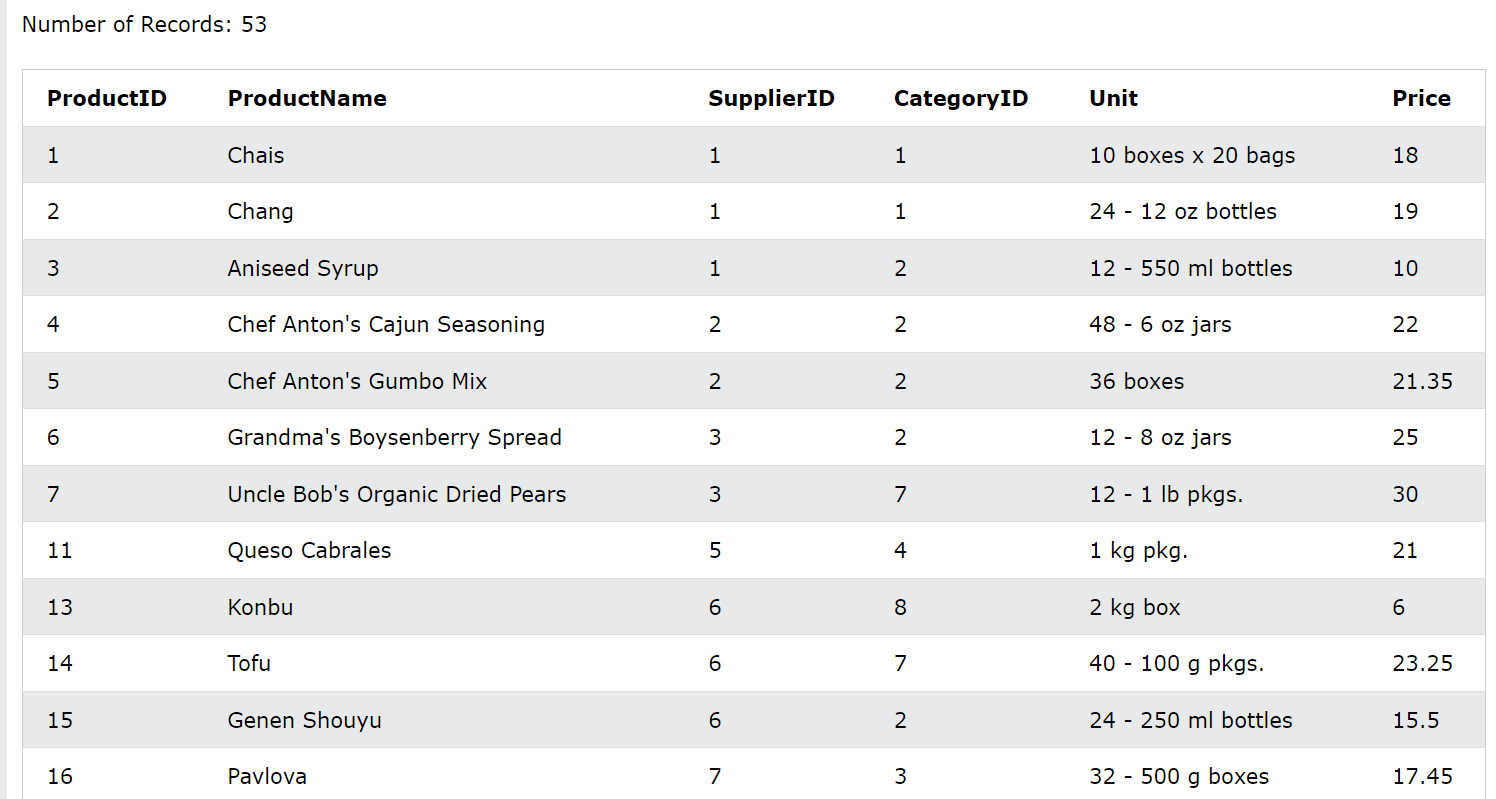 Number of Records: 53
ProductID ProductName SupplierID CategoryID Unit Price
1 Chais 1 1 10 boxes x 20 bags 18
2 Chang 1 1 24 - 12 oz bottles 19
3 Aniseed Syrup 1 2 12 - 550 ml bottles 10
4 Chef Anton's Cajun Seasoning 2 2 48 - 6 oz jars 22
5 Chef Anton's Gumbo Mix 2 2 36 boxes 21.35
6 Grandma's Boysenberry Spread 3 2 12 - 8 oz jars 25
7 Uncle Bob's Organic Dried Pears 3 7 12 - 1 lb pkgs. 30
11 Queso Cabrales 5 4 1 kg pkg. 21
13 Konbu 6 8 2 kg box 6
14 Tofu 6 7 40 - 100 g pkgs. 23.25
15 Genen Shouyu 6 2 24 - 250 ml bottles 15.5
16 Pavlova 7 3 32 - 500 g boxes 17.45